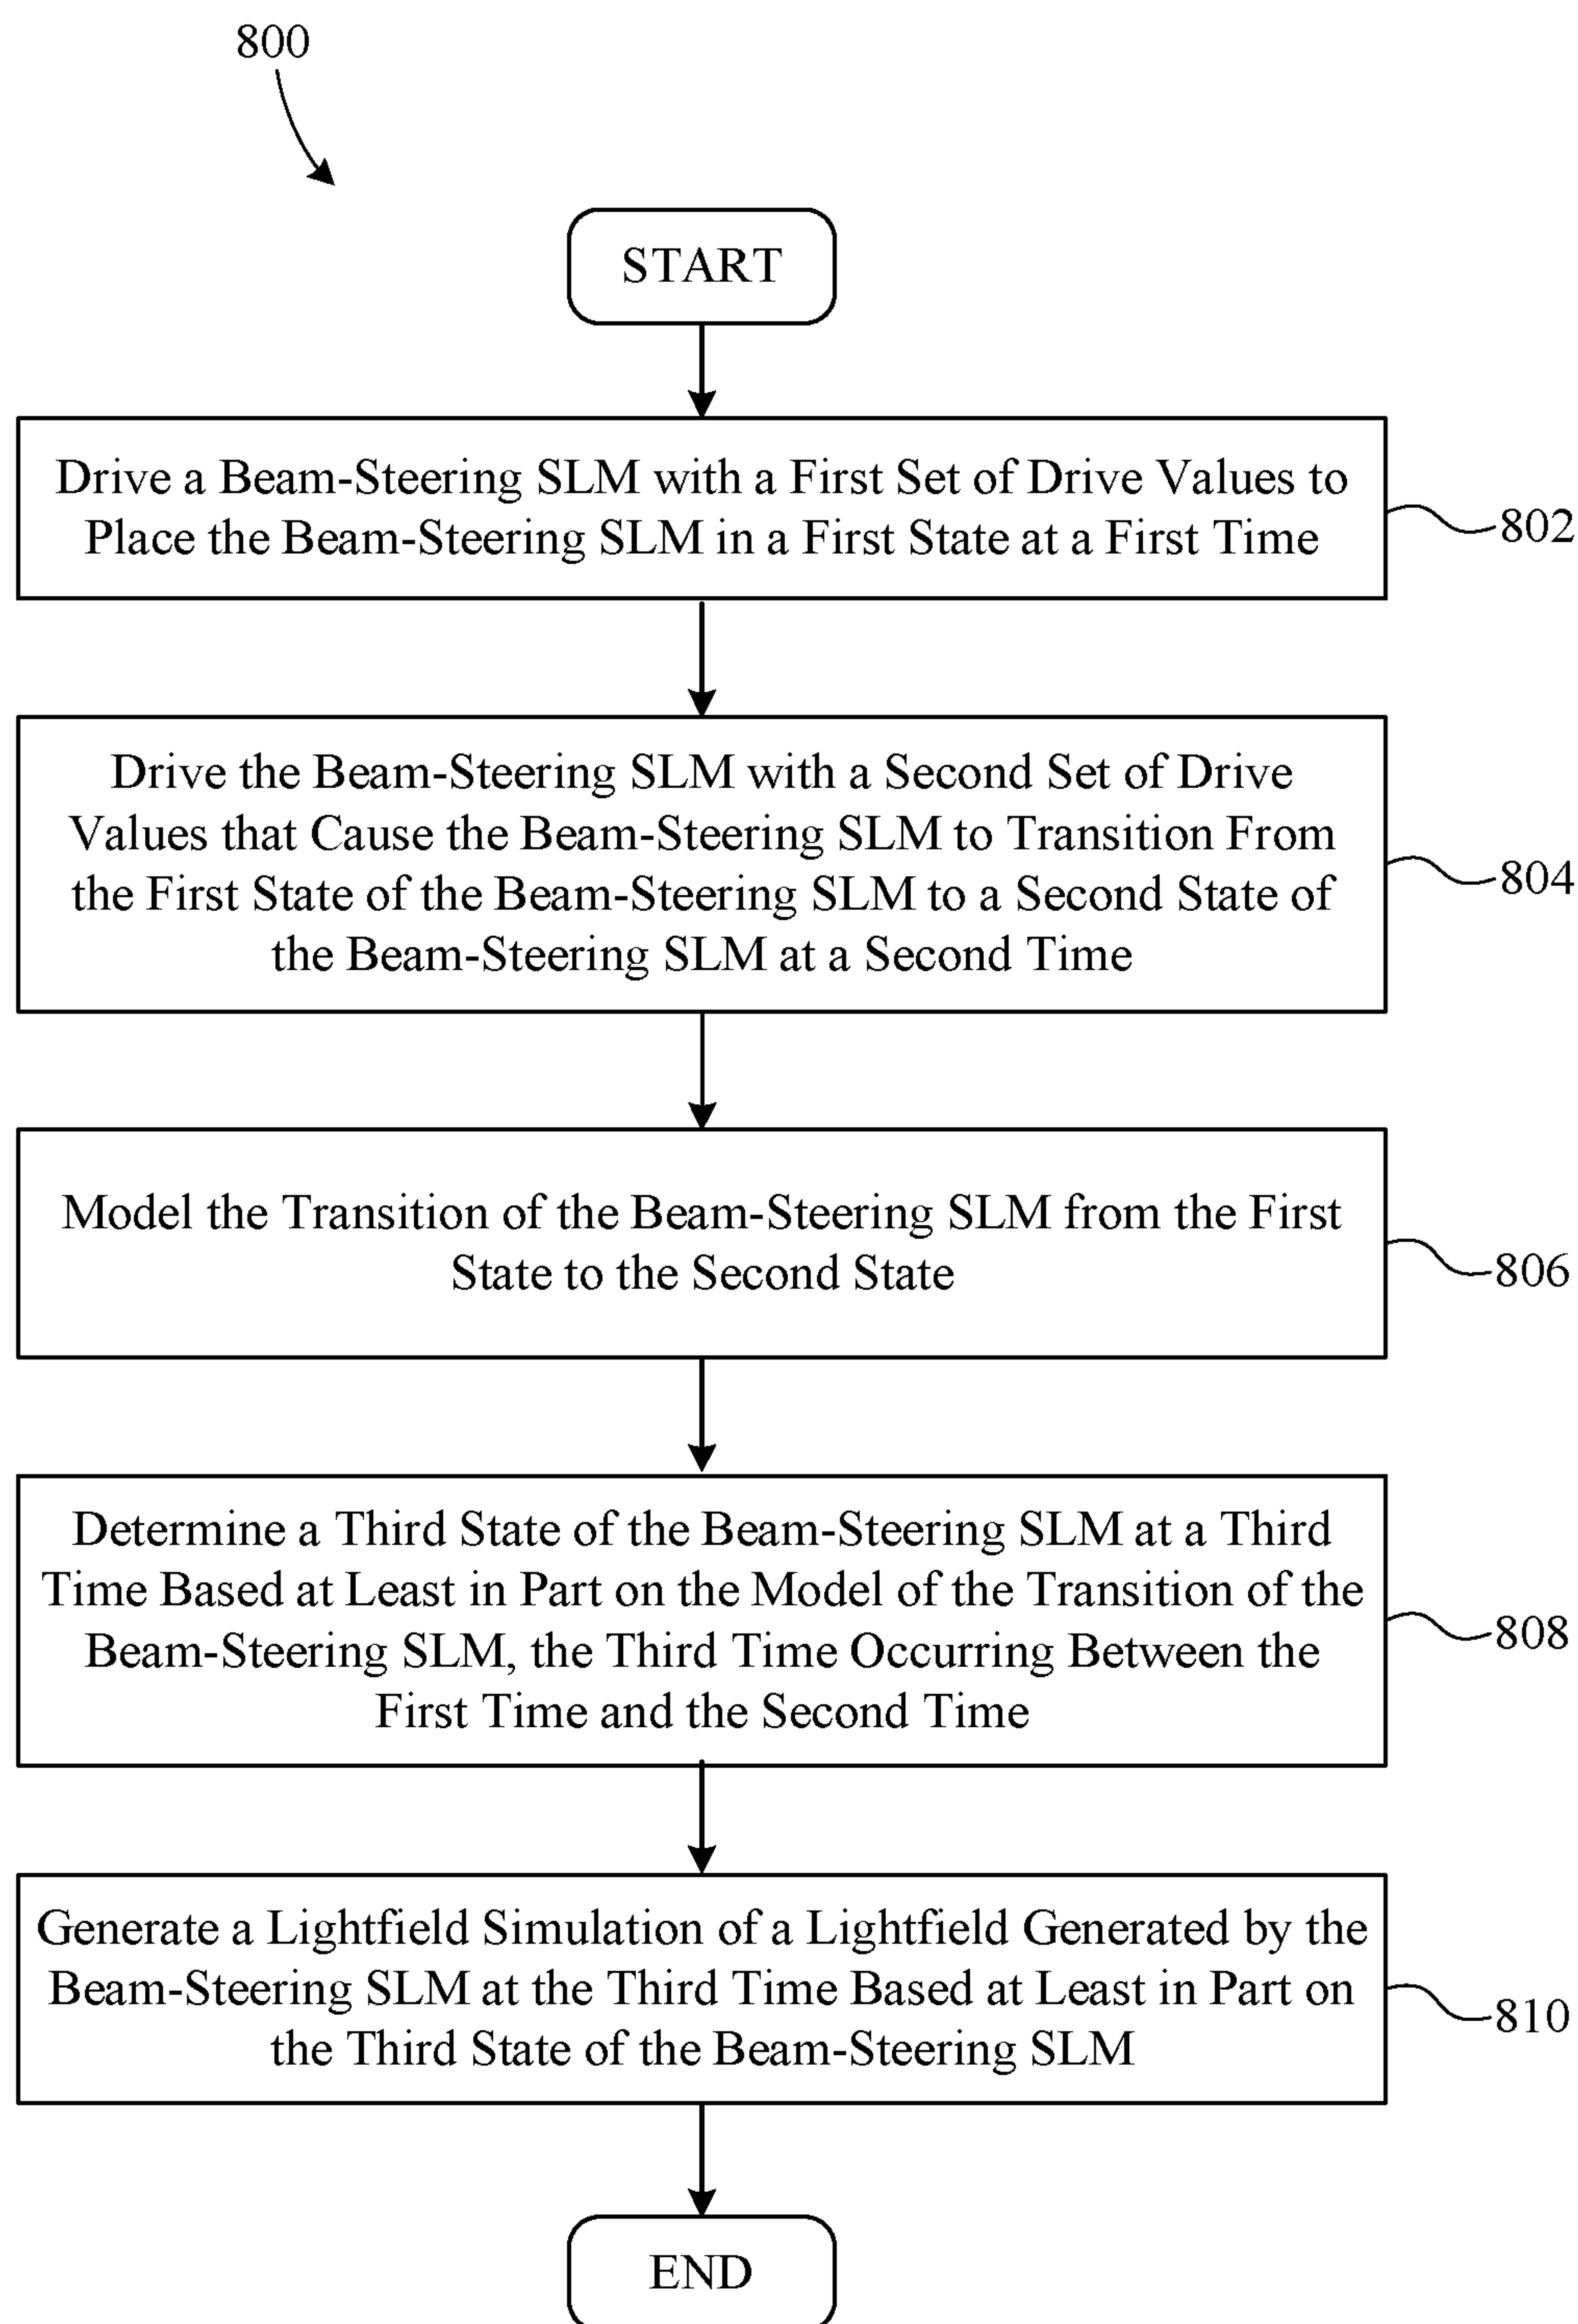 800
START
Drive a Beam-Steering SLM with a First Set of Drive Values to
Place the Beam-Steering SLM in a First State at a First Time
802
Drive the Beam-Steering SLM with a Second Set of Drive
Values that Cause the Beam-Steering SLM to Transition From
the First State of the Beam-Steering SLM to a Second State of
the Beam-Steering SLM at a Second Time
804
Model the Transition of the Beam-Steering SLM from the First
State to the Second State
806
Determine a Third State of the Beam-Steering SLM at a Third
Time Based at Least in Part on the Model of the Transition of the
Beam-Steering SLM, the Third Time Occurring Between the
First Time and the Second Time
808
Generate a Lightfield Simulation of a Lightfield Generated by the
Beam-Steering SLM at the Third Time Based at Least in Part on
the Third State of the Beam-Steering SLM
810
END